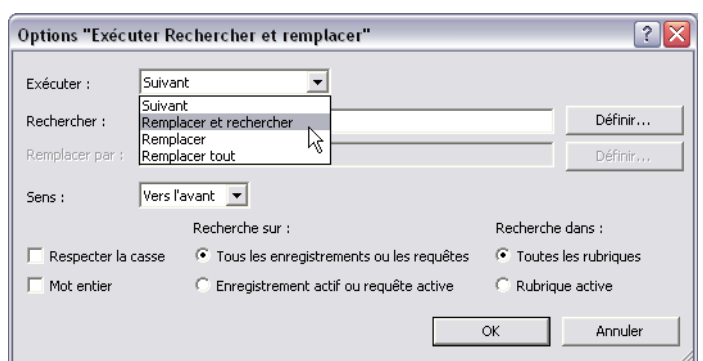 Options "Exécuter Rechercher et remplacer"
Exécuter :
Suivant
Suivant
Rechercher :
Remplacer et rechercher
Définir...
Remplacer
Remplacer par :
Remplacer tout
Définir...
Sens :
Vers l'avant
Recherche sur :
Recherche dans :
Respecter la casse
Tous les enregistrements ou les requêtes
Toutes les rubriques
Mot entier
Enregistrement actif ou requête active
Rubrique active
OK
Annuler